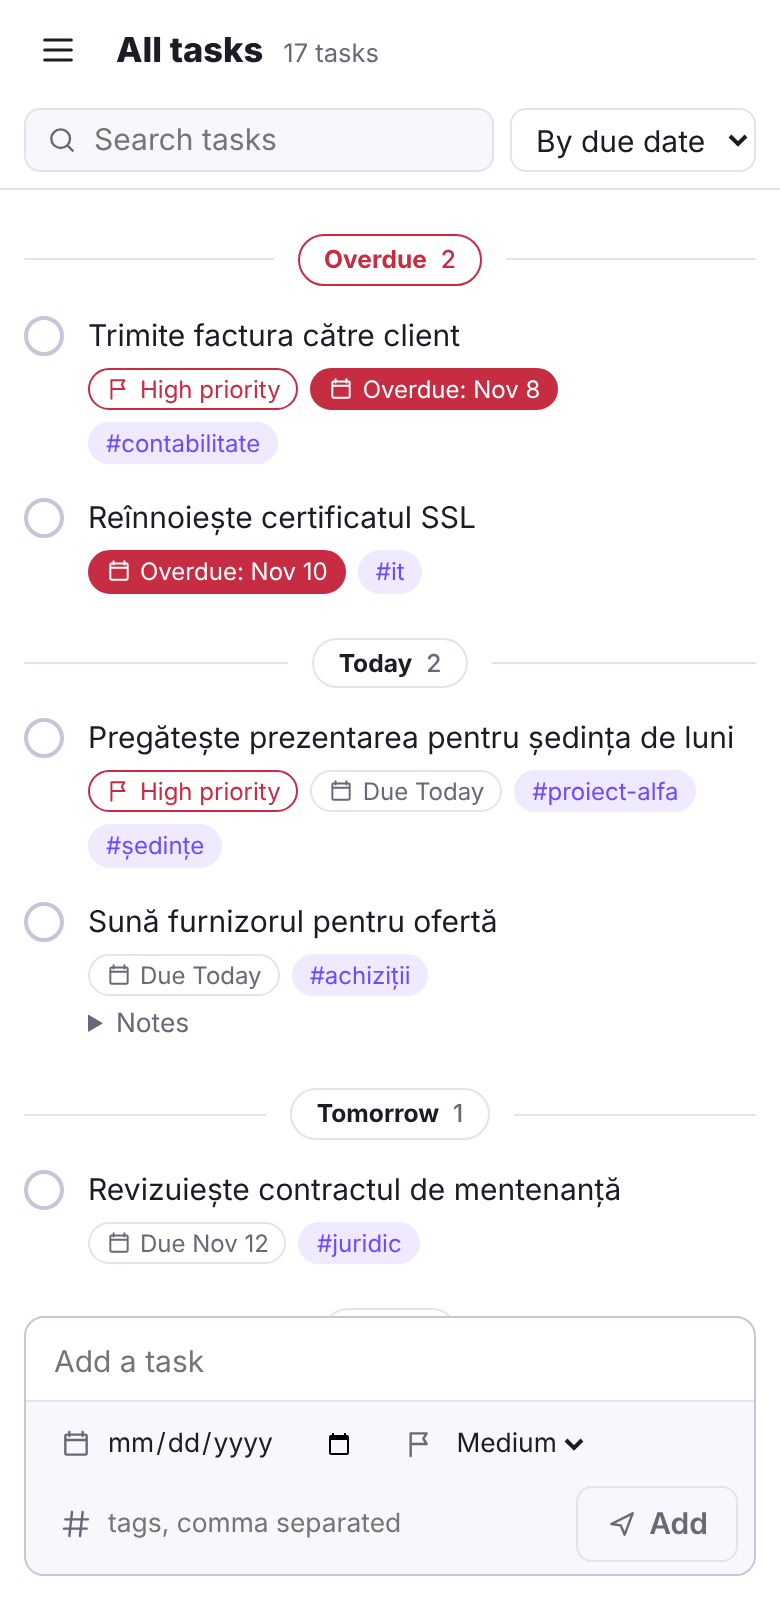 All tasks 17 tasks
Search tasks By due date
Overdue 2
Trimite factura către client
High priority Overdue: Nov 8
#contabilitate
Reînnoiește certificatul SSL
Overdue: Nov 10 #it
Today 2
Pregătește prezentarea pentru ședința de luni
High priority Due Today #proiect-alfa
#ședințe
Sună furnizorul pentru ofertă
Due Today #achiziții
Notes
Tomorrow 1
Revizuiește contractul de mentenanță
Due Nov 12 #juridic
Add a task
mm/dd/yyyy Medium
tags, comma separated Add